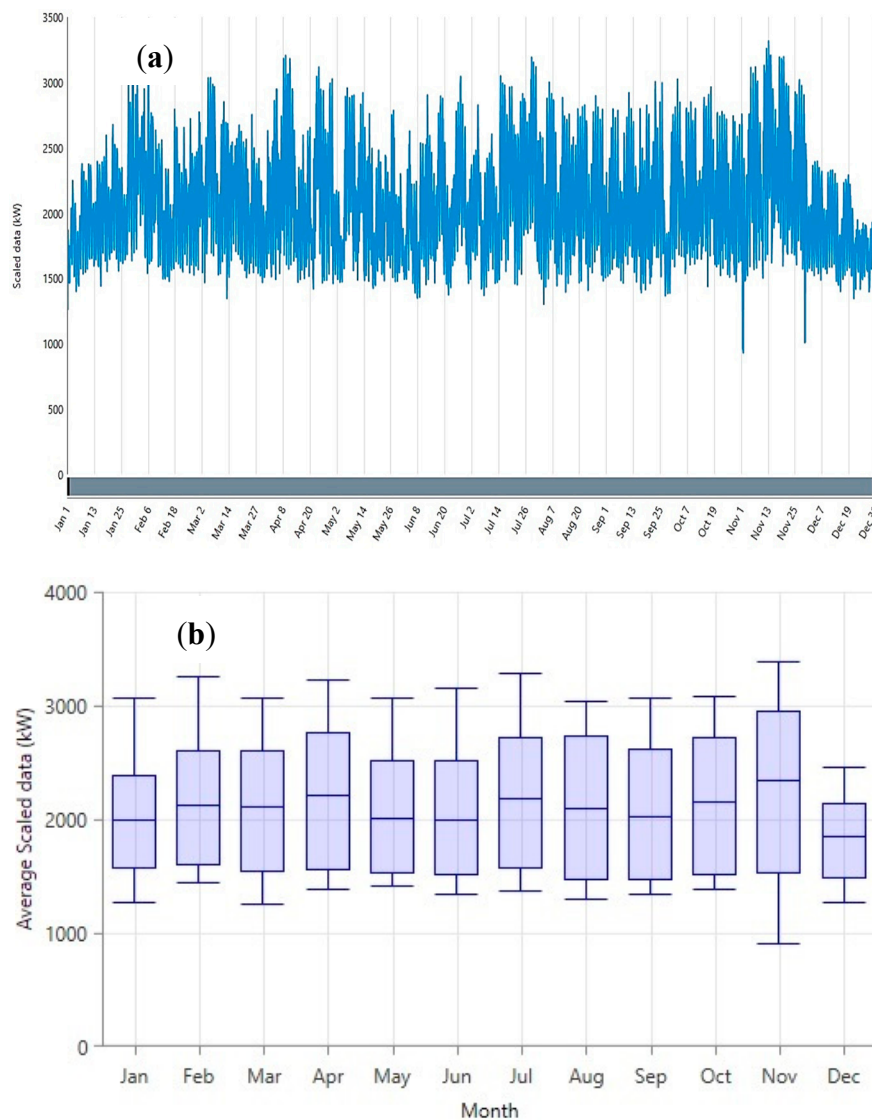 (a)
Scaled data (kW)
3500
3000
2500
2000
1500
1000
500
0
Jan 1
Jan 13
Jan 25
Feb 6
Feb 18
Mar 2
Mar 14
Mar 27
Apr 8
Apr 20
May 2
May 14
May 26
Jun 8
Jun 20
Jul 2
Jul 14
Jul 26
Aug 7
Aug 20
Sep 1
Sep 13
Sep 25
Oct 7
Oct 19
Nov 1
Nov 13
Nov 25
Dec 7
Dec 19
(b)
Average Scaled data (kW)
4000
3000
2000
1000
0
Jan Feb Mar Apr May Jun Jul Aug Sep Oct Nov Dec
Month